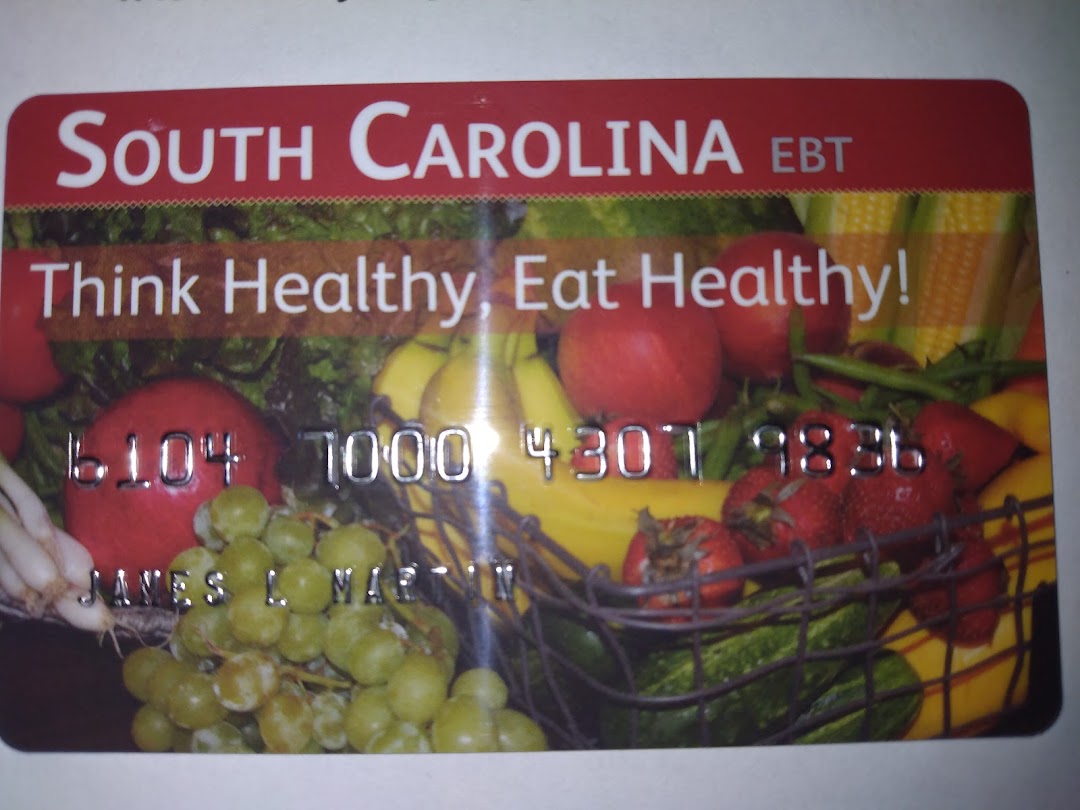 SOUTH CAROLINA EBT
Think Healthy, Eat Healthy!
6104 7000 4307 9836
JAMES L MARTIN